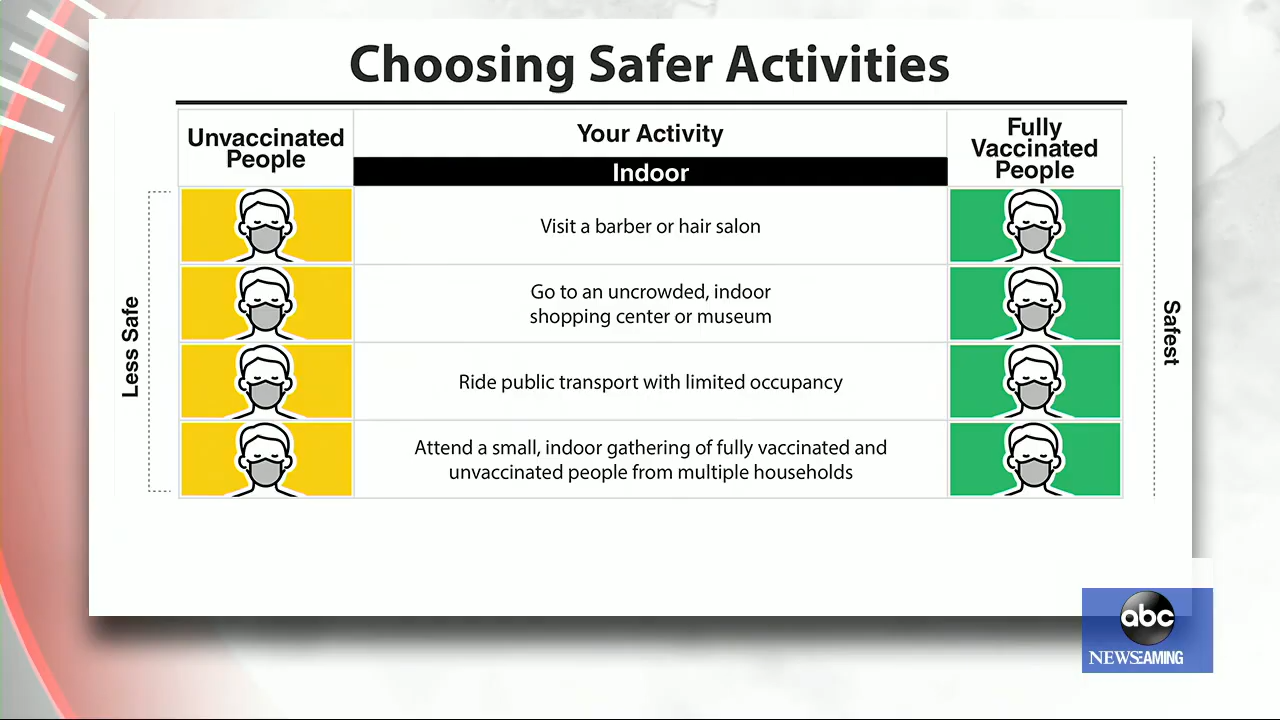 Choosing Safer Activities
Unvaccinated
People
Your Activity
Fully
Vaccinated
People
Indoor
Visit a barber or hair salon
Go to an uncrowded, indoor
shopping center or museum
Ride public transport with limited occupancy
Attend a small, indoor gathering of fully vaccinated and
unvaccinated people from multiple households
Less Safe
Safest
abc
NEWS